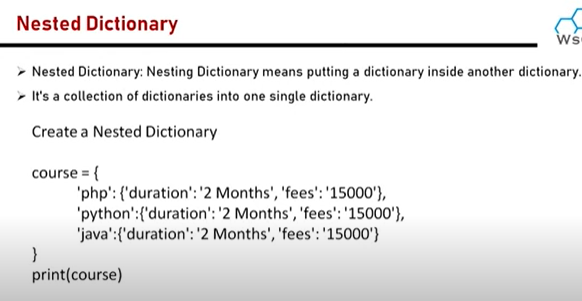 Nested Dictionary
Ws
➤ Nested Dictionary: Nesting Dictionary means putting a dictionary inside another dictionary.
➤ It's a collection of dictionaries into one single dictionary.
Create a Nested Dictionary
course = {
'php': {'duration': '2 Months', 'fees': '15000'},
'python':{'duration': '2 Months', 'fees': '15000'},
'java':{'duration': '2 Months', 'fees': '15000'}
}
print(course)